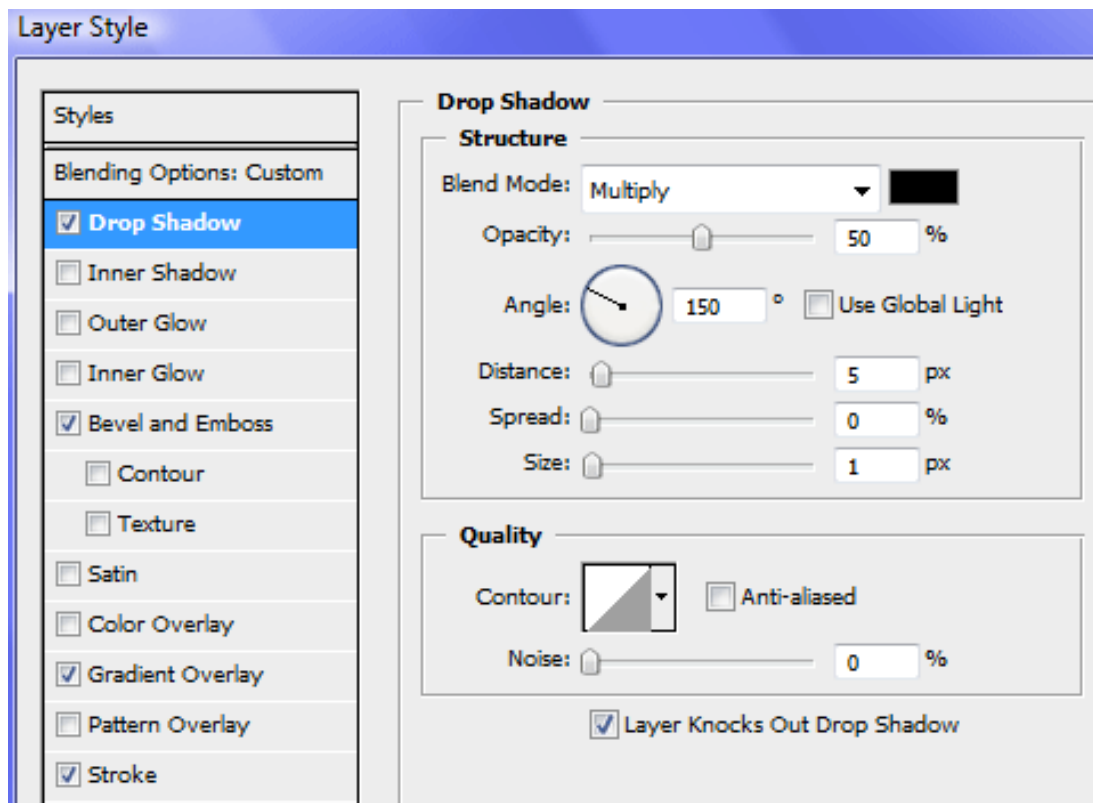 Layer Style
Styles
Blending Options: Custom
Drop Shadow
Inner Shadow
Outer Glow
Inner Glow
Bevel and Emboss
Contour
Texture
Satin
Color Overlay
Gradient Overlay
Pattern Overlay
Stroke
Drop Shadow
Structure
Blend Mode: Multiply
Opacity: 50 %
Angle: 150 ° Use Global Light
Distance: 5 px
Spread: 0 %
Size: 1 px
Quality
Contour: Anti-aliased
Noise: 0 %
Layer Knocks Out Drop Shadow